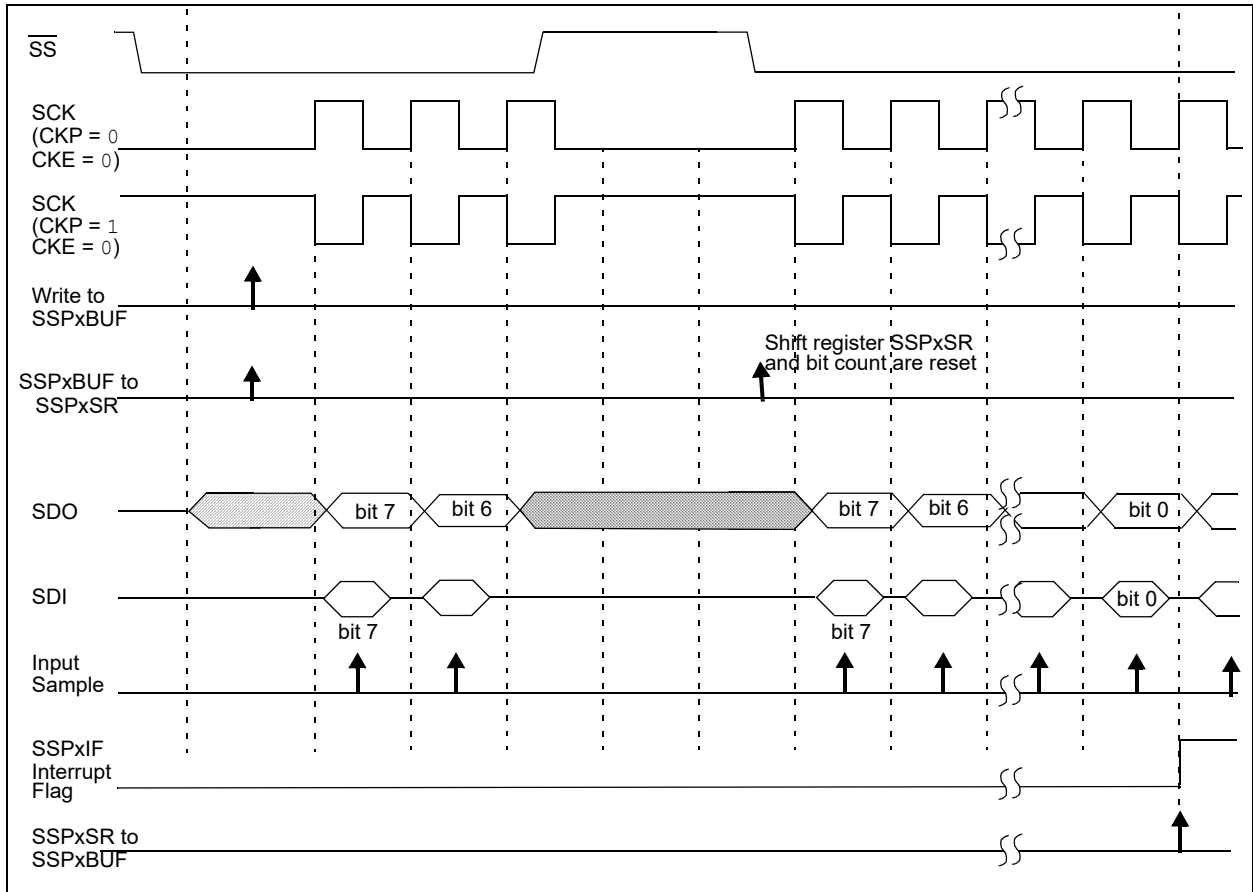 SS
SCK
(CKP = 0
CKE = 0)
SCK
(CKP = 1
CKE = 0)
Write to
SSPxBUF
Shift register SSPxSR
and bit count are reset
SSPxBUF to
SSPxSR
SDO
bit 7
bit 6
bit 7
bit 6
bit 0
SDI
bit 0
bit 7
bit 7
Input
Sample
SSPxIF
Interrupt
Flag
SSPxSR to
SSPxBUF